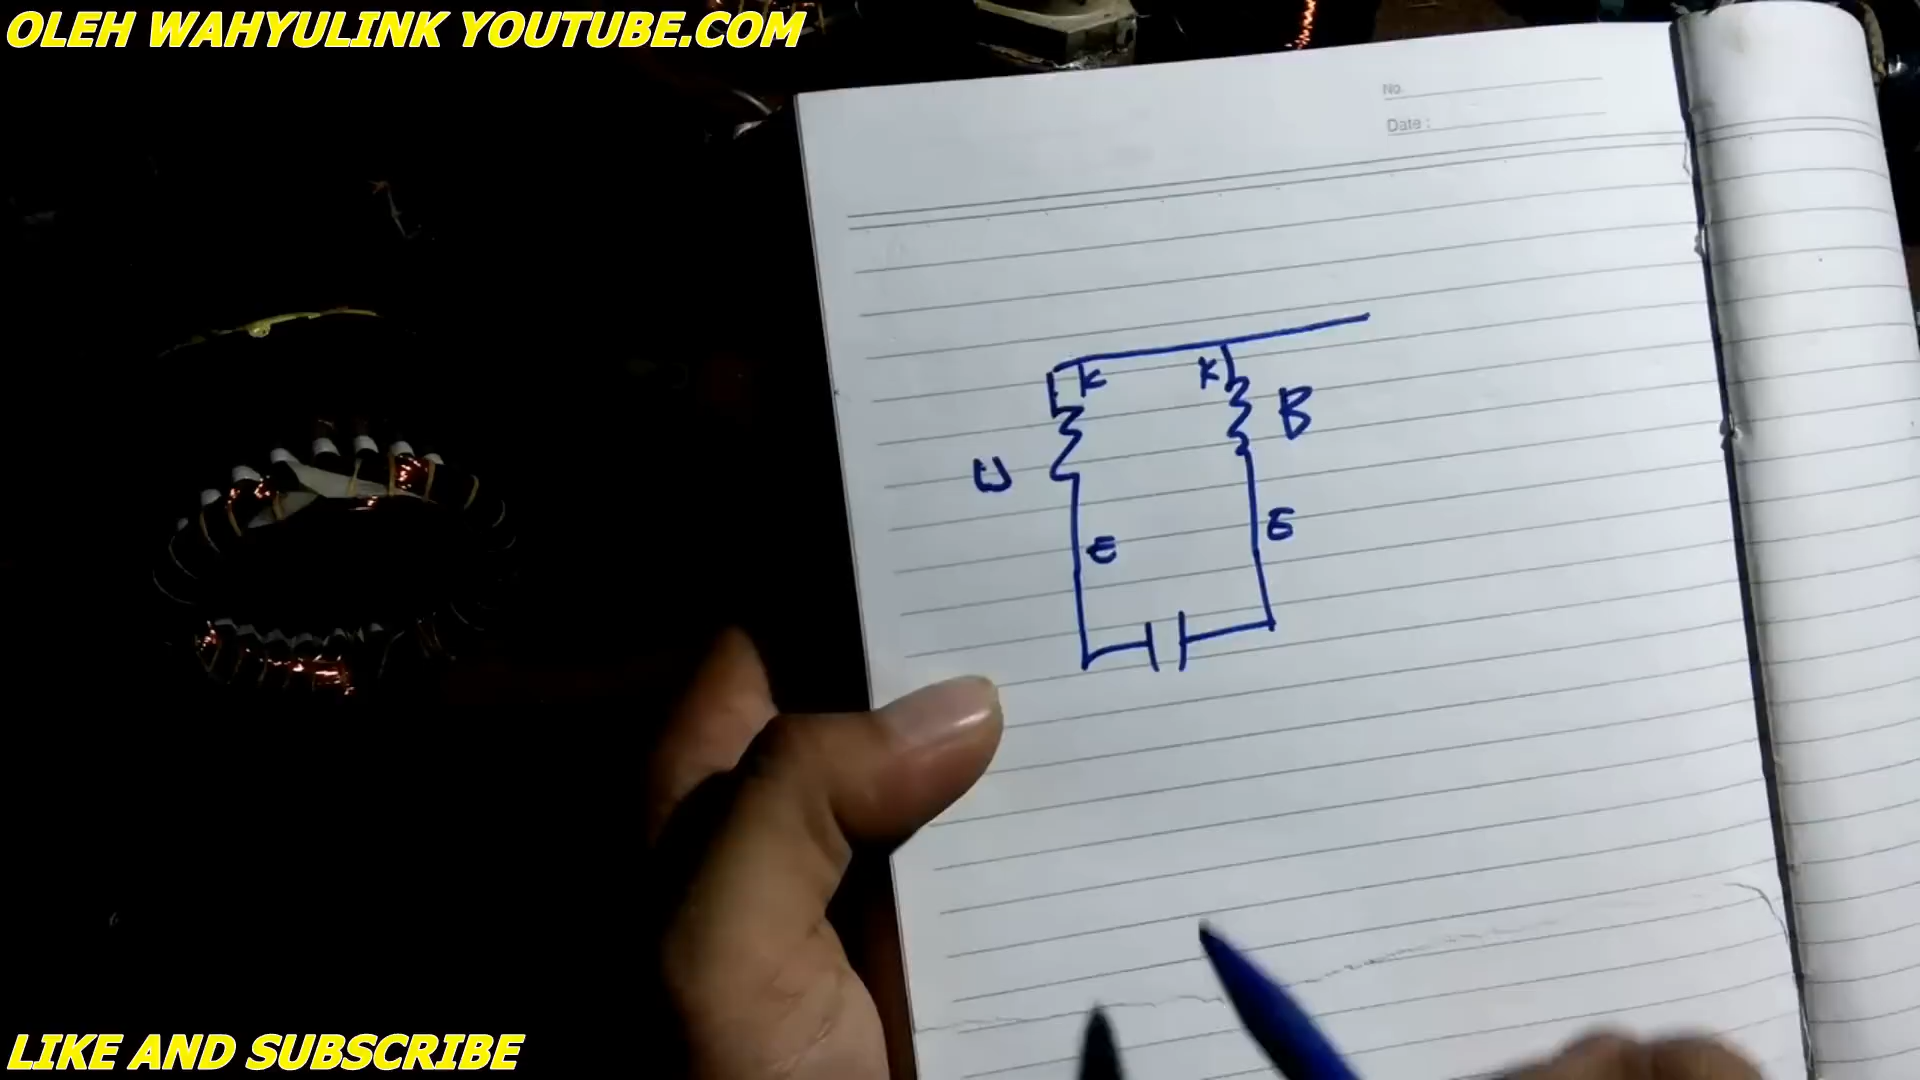 OLEH WAHYULINK YOUTUBE.COM
No.
Date :
K K
B
U
E E
LIKE AND SUBSCRIBE